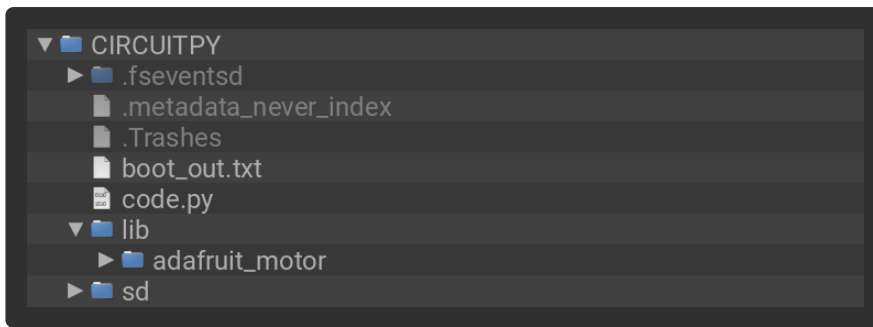 CIRCUITPY
.fseventsd
.metadata_never_index
.Trashes
boot_out.txt
code.py
lib
adafruit_motor
sd